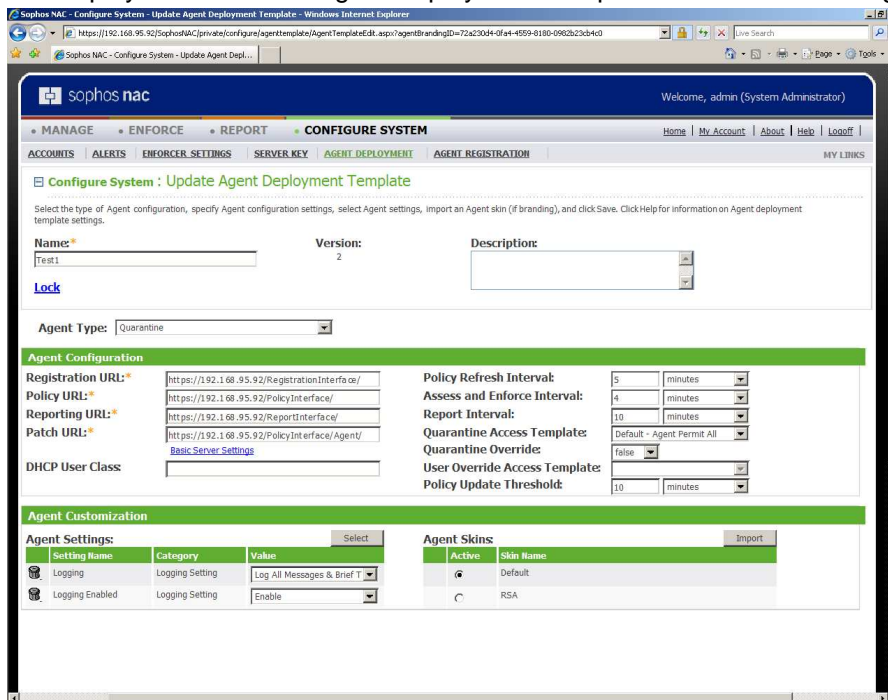 Sophos NAC - Configure System - Update Agent Deployment Template - Windows Internet Explorer
https://192.168.95.92/SophosNAC/private/configure/agenttemplate/AgentTemplateEdit.aspx?agentBrandingID=72a230d4-0fa4-4559-8180-0982b23cb4c0 Live Search
Sophos NAC - Configure System - Update Agent Depl... Page Tools
sophos nac Welcome, admin (System Administrator)
• MANAGE • ENFORCE • REPORT • CONFIGURE SYSTEM Home | My Account | About | Help | Logoff |
ACCOUNTS ALERTS ENFORCER SETTINGS SERVER KEY AGENT DEPLOYMENT AGENT REGISTRATION MY LINKS
Configure System : Update Agent Deployment Template
Select the type of Agent configuration, specify Agent configuration settings, select Agent settings, import an Agent skin (if branding), and click Save. Click Help for information on Agent deployment
template settings.
Name:* Version: Description:
Test1 2
Lock
Agent Type: Quarantine
Agent Configuration
Registration URL:* https://192.168.95.92/RegistrationInterface/ Policy Refresh Interval: 5 minutes
Policy URL:* https://192.168.95.92/PolicyInterface/ Assess and Enforce Interval: 4 minutes
Reporting URL:* https://192.168.95.92/ReportInterface/ Report Interval: 10 minutes
Patch URL:* https://192.168.95.92/PolicyInterface/Agent/ Quarantine Access Template: Default - Agent Permit All
Basic Server Settings Quarantine Override: false
DHCP User Class: User Override Access Template:
Policy Update Threshold: 10 minutes
Agent Customization
Agent Settings: Select Agent Skins: Import
Setting Name Category Value Active Skin Name
Logging Logging Setting Log All Messages & Brief T Default
Logging Enabled Logging Setting Enable RSA